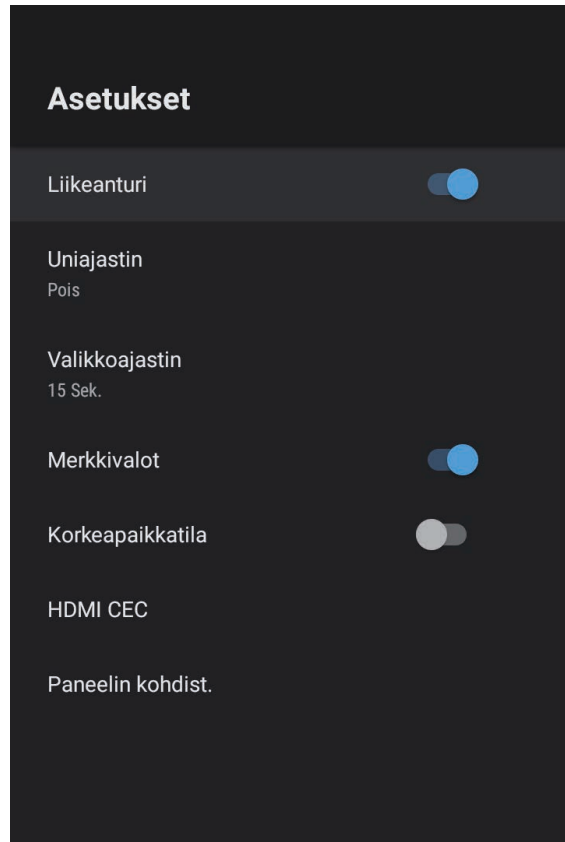 Asetukset
Liikeanturi
Uniajastin
Pois
Valikkoajastin
15 Sek.
Merkkivalot
Korkeapaikkatila
HDMI CEC
Paneelin kohdist.